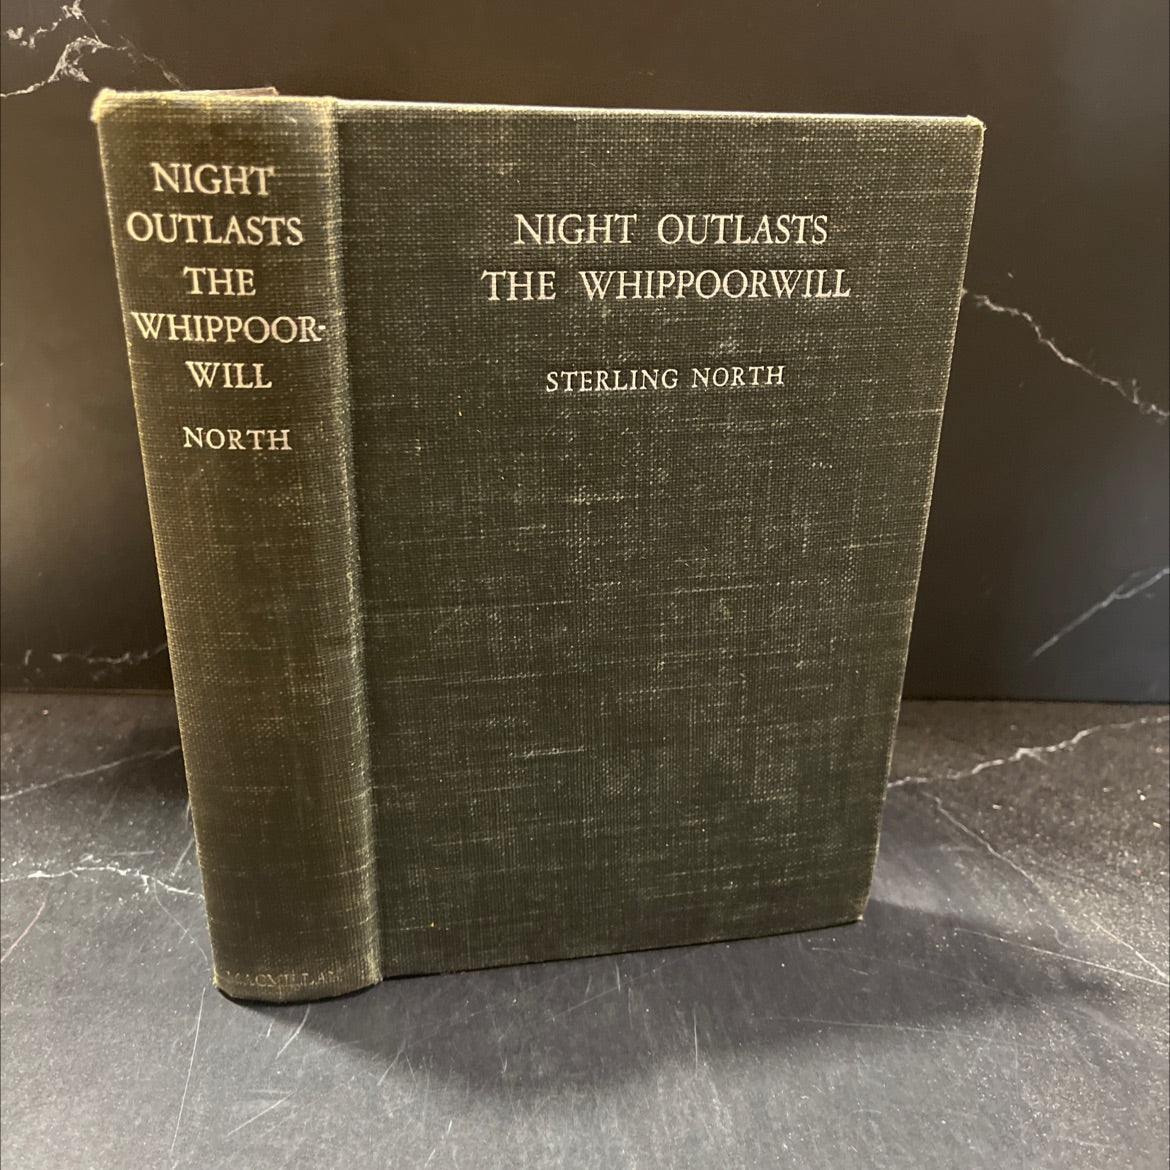 NIGHT
OUTLASTS
THE
WHIPPOOR-
WILL
NORTH
MACMILLAN
NIGHT OUTLASTS
THE WHIPPOORWILL
STERLING NORTH